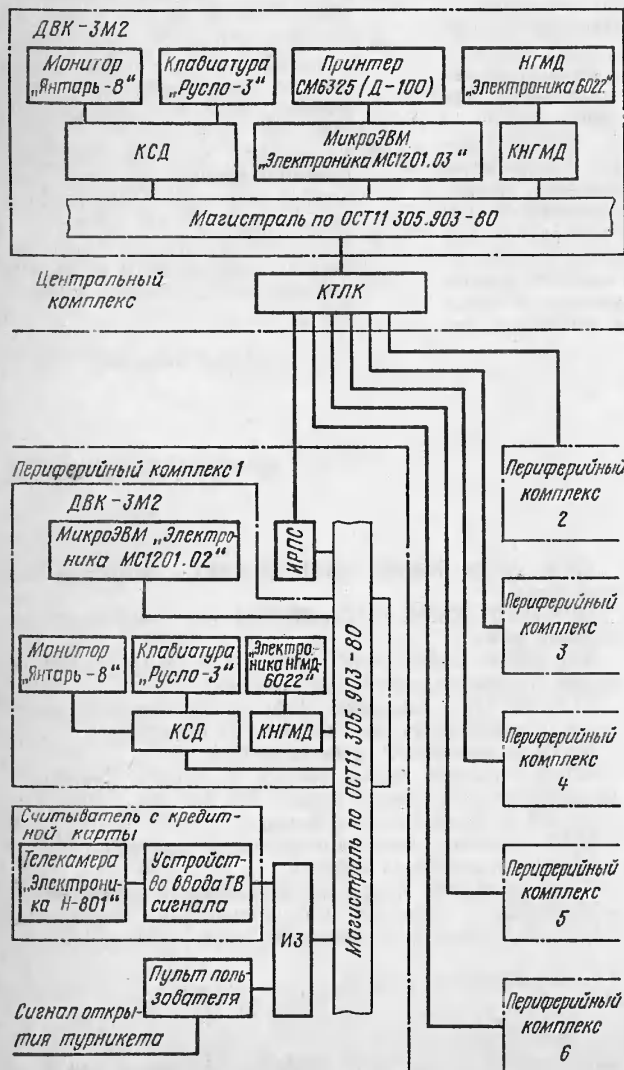 ДВК-3М2
Монитор
„Янтарь-8“
Клавиатура
„Русло-3“
Принтер
СМ6325 (Д-100)
НГМД
„Электроника 6022“
КСД
МикроЭВМ
„Электроника МС1201.03“
КНГМД
Магистраль по ОСТ11 305.903-80
Центральный
комплекс
КТЛК
Периферийный комплекс 1
ДВК-3М2
МикроЭВМ „Электро-
ника МС1201.02“
ИРПС
Монитор
„Янтарь-8“
Клавиатура
„Русло-3“
„Электро-
ника НГМД-
6022“
КСД
КНГМД
Магистраль по ОСТ11 305.903-80
Считыватель с кредит-
ной карты
Телекамера
„Электрони-
ка Н-801“
Устройст-
во ввода ТВ
сигнала
ИЗ
Пульт поль-
зователя
Сигнал откры-
тия турникета
Периферийный
комплекс
2
Периферийный
комплекс
3
Периферийный
комплекс
4
Периферийный
комплекс
5
Периферийный
комплекс
6